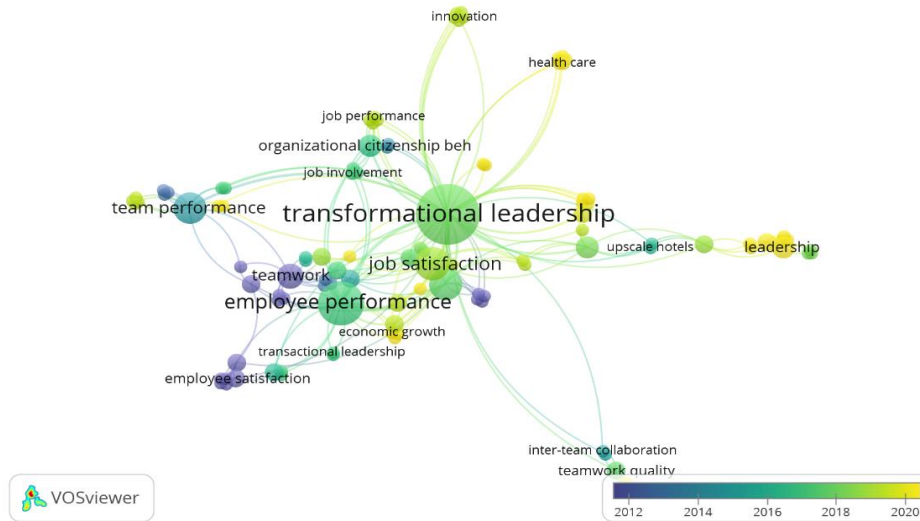 innovation
health care
job performance
organizational citizenship beh
job involvement
team performance
transformational leadership
upscale hotels
leadership
job satisfaction
teamwork
employee performance
economic growth
transactional leadership
employee satisfaction
inter-team collaboration
teamwork quality
VOSviewer
2012 2014 2016 2018 2020